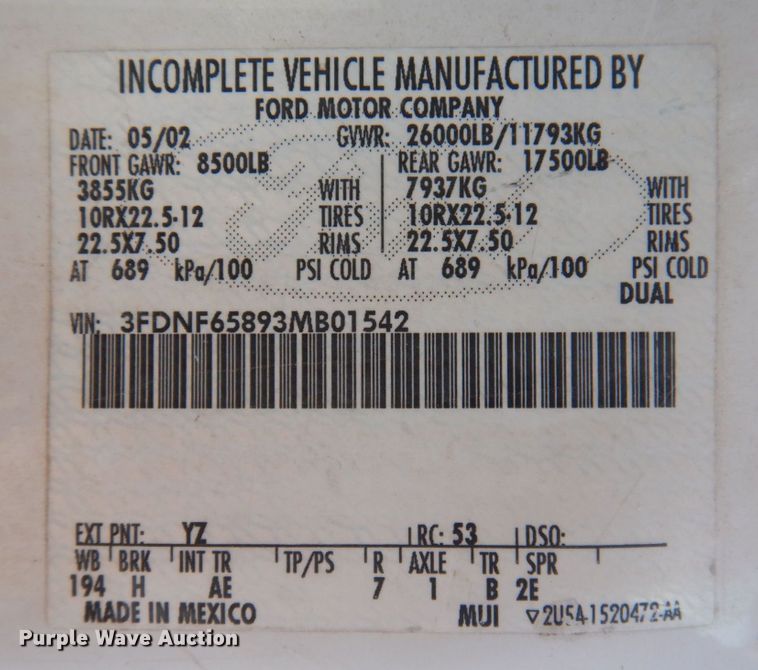 INCOMPLETE VEHICLE MANUFACTURED BY
FORD MOTOR COMPANY
DATE: 05/02 GVWR: 26000LB/11793KG
FRONT GAWR: 8500LB REAR GAWR: 17500LB
3855KG WITH 7937KG WITH
10RX22.5-12 TIRES 10RX22.5-12 TIRES
22.5X7.50 RIMS 22.5X7.50 RIMS
AT 689 kPa/100 PSI COLD AT 689 kPa/100 PSI COLD
DUAL
VIN: 3FDNF65893MB01542
EXT PNT: YZ RC: 53 DSO:
WB BRK INT TR TP/PS R AXLE TR SPR
194 H AE 7 1 B 2E
MADE IN MEXICO MUI ▽2U54-1520472-AA
Purple Wave Auction